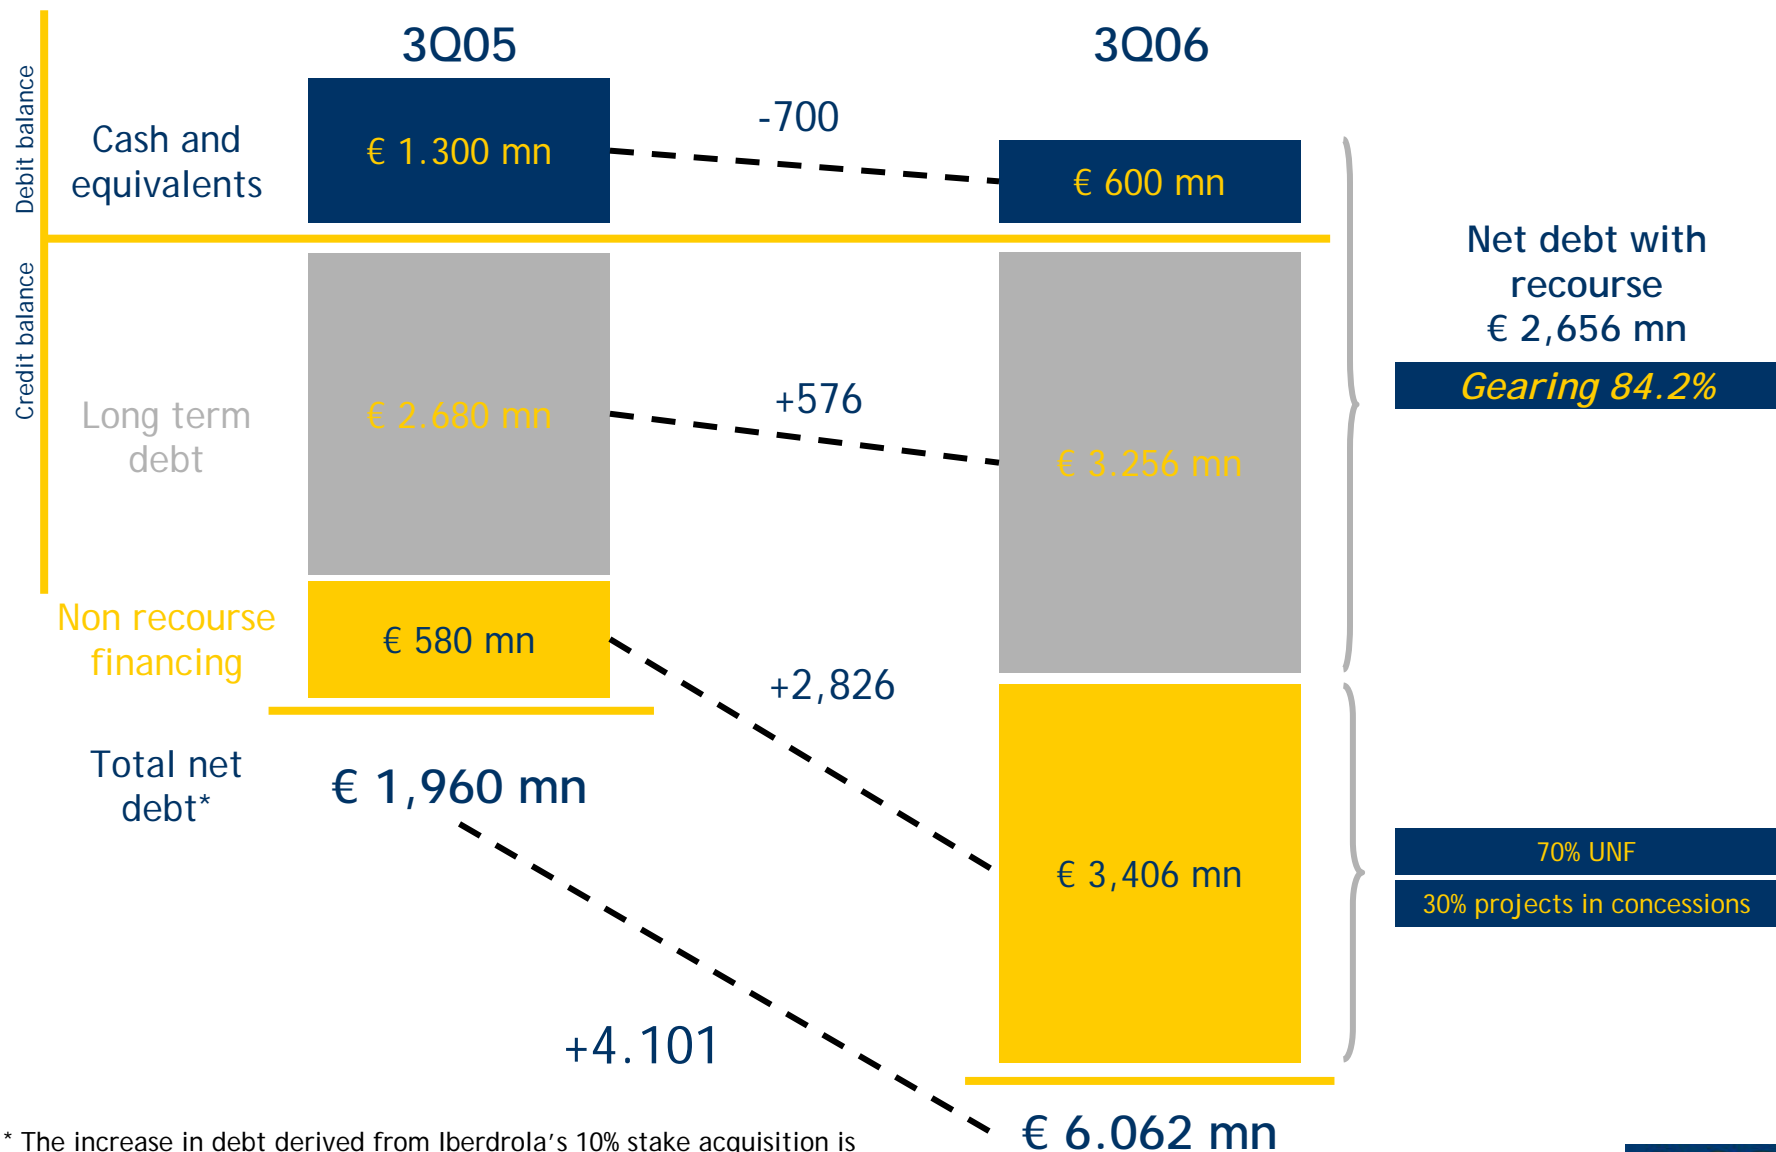 3Q05
3Q06
Debit balance
Cash and
equivalents
€ 1.300 mn
-700
€ 600 mn
Net debt with
recourse
€ 2,656 mn
Gearing 84.2%
Credit balance
Long term
debt
€ 2.680 mn
+576
€ 3.256 mn
Non recourse
financing
€ 580 mn
+2,826
€ 3,406 mn
70% UNF
30% projects in concessions
Total net
debt*
€ 1,960 mn
+4.101
€ 6.062 mn
* The increase in debt derived from Iberdrola's 10% stake acquisition is